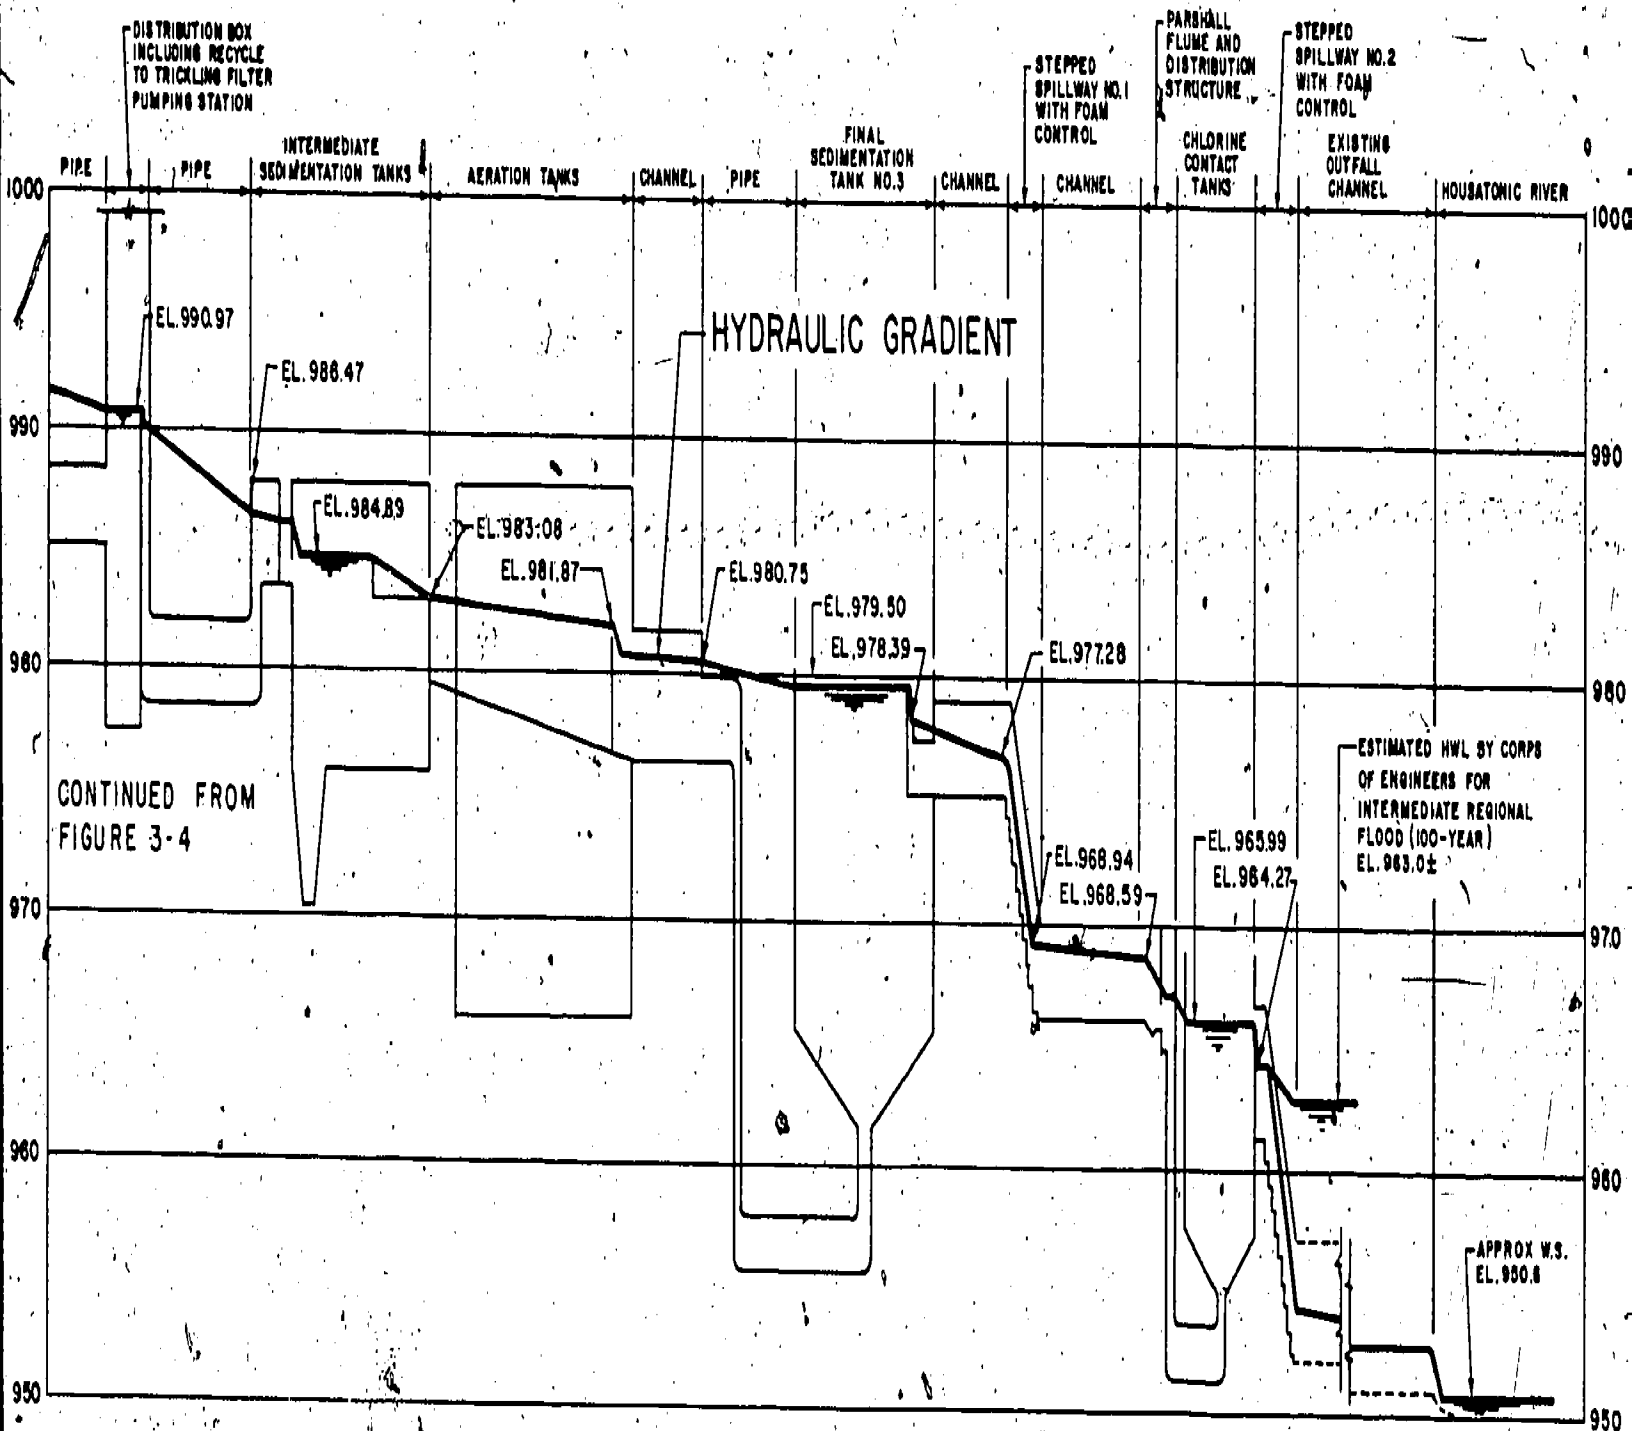 DISTRIBUTION BOX
INCLUDING RECYCLE
TO TRICKLING FILTER
PUMPING STATION
PARSHALL
FLUME AND
DISTRIBUTION
STRUCTURE
STEPPED
SPILLWAY NO.2
WITH FOAM
CONTROL
STEPPED
SPILLWAY NO.1
WITH FOAM
CONTROL
PIPE
PIPE
INTERMEDIATE
SEDIMENTATION TANKS
AERATION TANKS
CHANNEL
PIPE
FINAL
SEDIMENTATION
TANK NO.3
CHANNEL
CHANNEL
CHLORINE
CONTACT
TANKS
EXISTING
OUTFALL
CHANNEL
HOUSATONIC RIVER
1000
1000
EL.990.97
HYDRAULIC GRADIENT
EL.986.47
990
990
EL.984.89
EL.983.08
EL.981.87
EL.980.75
EL.979.50
EL.978.39
EL.977.28
980
980
CONTINUED FROM
FIGURE 3-4
ESTIMATED HWL BY CORPS
OF ENGINEERS FOR
INTERMEDIATE REGIONAL
FLOOD (100-YEAR)
EL.963.0±
EL.968.94
EL.968.59
EL.965.99
EL.964.27
970
970
960
960
APPROX W.S.
EL.950.8
950
950